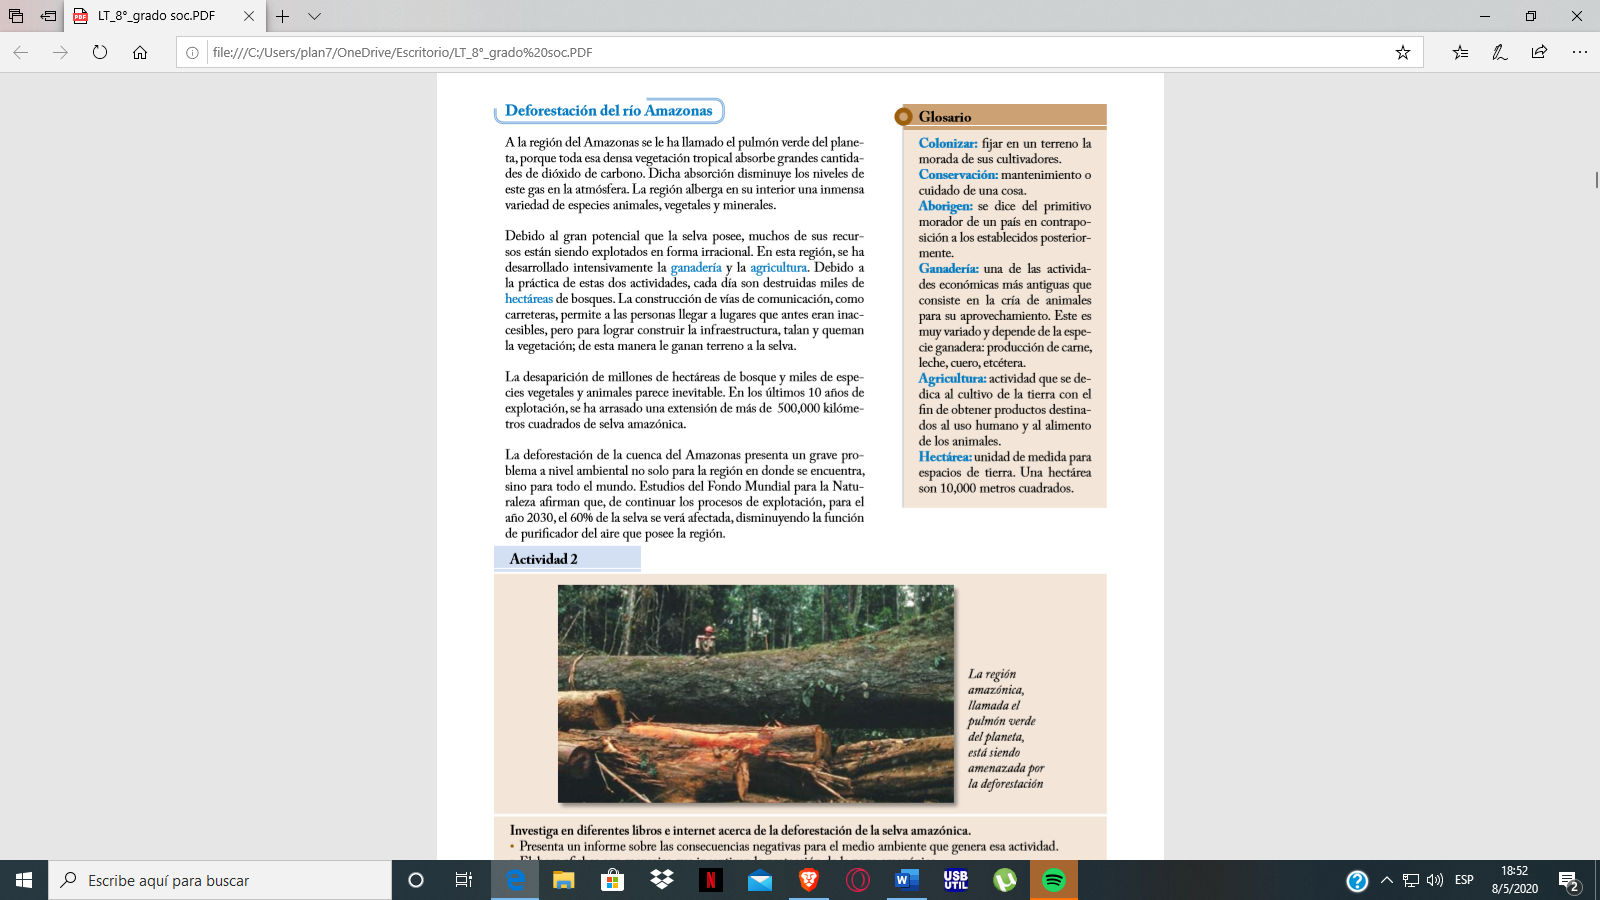 LT_8°_grado soc.PDF
file:///C:/Users/plan7/OneDrive/Escritorio/LT_8°_grado%20soc.PDF
Deforestación del río Amazonas
A la región del Amazonas se le ha llamado el pulmón verde del plane-
ta, porque toda esa densa vegetación tropical absorbe grandes cantida-
des de dióxido de carbono. Dicha absorción disminuye los niveles de
este gas en la atmósfera. La región alberga en su interior una inmensa
variedad de especies animales, vegetales y minerales.
Debido al gran potencial que la selva posee, muchos de sus recur-
sos están siendo explotados en forma irracional. En esta región, se ha
desarrollado intensivamente la ganadería y la agricultura. Debido a
la práctica de estas dos actividades, cada día son destruidas miles de
hectáreas de bosques. La construcción de vías de comunicación, como
carreteras, permite a las personas llegar a lugares que antes eran inac-
cesibles, pero para lograr construir la infraestructura, talan y queman
la vegetación; de esta manera le ganan terreno a la selva.
La desaparición de millones de hectáreas de bosque y miles de espe-
cies vegetales y animales parece inevitable. En los últimos 10 años de
explotación, se ha arrasado una extensión de más de 500,000 kilóme-
tros cuadrados de selva amazónica.
La deforestación de la cuenca del Amazonas presenta un grave pro-
blema a nivel ambiental no solo para la región en donde se encuentra,
sino para todo el mundo. Estudios del Fondo Mundial para la Natu-
raleza afirman que, de continuar los procesos de explotación, para el
año 2030, el 60% de la selva se verá afectada, disminuyendo la función
de purificador del aire que posee la región.
Glosario
Colonizar: fijar en un terreno la
morada de sus cultivadores.
Conservación: mantenimiento o
cuidado de una cosa.
Aborigen: se dice del primitivo
morador de un país en contrapo-
sición a los establecidos posterior-
mente.
Ganadería: una de las activida-
des económicas más antiguas que
consiste en la cría de animales
para su aprovechamiento. Este es
muy variado y depende de la espe-
cie ganadera: producción de carne,
leche, cuero, etcétera.
Agricultura: actividad que se de-
dica al cultivo de la tierra con el
fin de obtener productos destina-
dos al uso humano y al alimento
de los animales.
Hectárea: unidad de medida para
espacios de tierra. Una hectárea
son 10,000 metros cuadrados.
Actividad 2
La región
amazónica,
llamada el
pulmón verde
del planeta,
está siendo
amenazada por
la deforestación
Investiga en diferentes libros e internet acerca de la deforestación de la selva amazónica.
• Presenta un informe sobre las consecuencias negativas para el medio ambiente que genera esa actividad.
Escribe aquí para buscar
USB
UTIL
ESP
18:52
8/5/2020
2